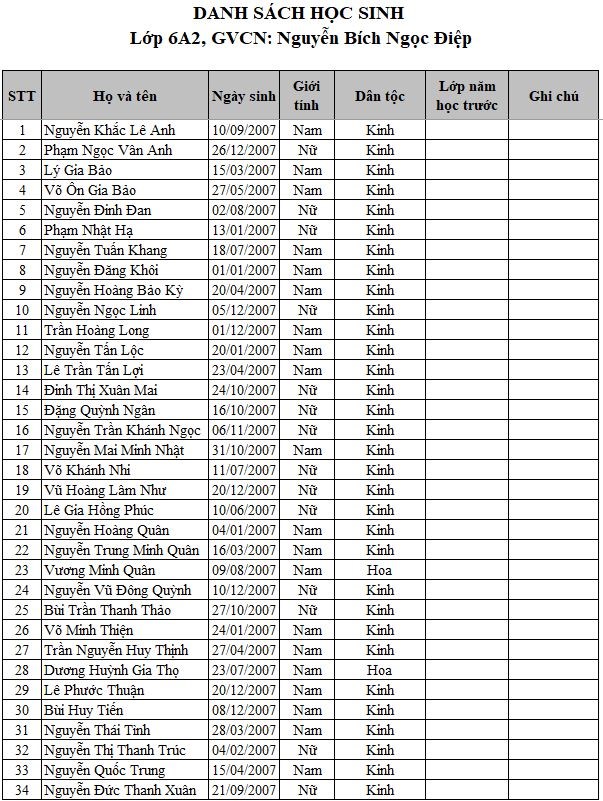 DANH SÁCH HỌC SINH
Lớp 6A2, GVCN: Nguyễn Bích Ngọc Điệp
STT Họ và tên Ngày sinh Giới tính Dân tộc Lớp năm học trước Ghi chú
1 Nguyễn Khắc Lê Anh 10/09/2007 Nam Kinh
2 Phạm Ngọc Vân Anh 26/12/2007 Nữ Kinh
3 Lý Gia Bảo 15/03/2007 Nam Kinh
4 Võ Ôn Gia Bảo 27/05/2007 Nam Kinh
5 Nguyễn Đinh Đan 02/08/2007 Nữ Kinh
6 Phạm Nhật Hạ 13/01/2007 Nữ Kinh
7 Nguyễn Tuấn Khang 18/07/2007 Nam Kinh
8 Nguyễn Đăng Khôi 01/01/2007 Nam Kinh
9 Nguyễn Hoàng Bảo Kỳ 20/04/2007 Nam Kinh
10 Nguyễn Ngọc Linh 05/12/2007 Nữ Kinh
11 Trần Hoàng Long 01/12/2007 Nam Kinh
12 Nguyễn Tấn Lộc 20/01/2007 Nam Kinh
13 Lê Trần Tấn Lợi 23/04/2007 Nam Kinh
14 Đinh Thị Xuân Mai 24/10/2007 Nữ Kinh
15 Đặng Quỳnh Ngân 16/10/2007 Nữ Kinh
16 Nguyễn Trần Khánh Ngọc 06/11/2007 Nữ Kinh
17 Nguyễn Mai Minh Nhật 31/10/2007 Nam Kinh
18 Võ Khánh Nhi 11/07/2007 Nữ Kinh
19 Vũ Hoàng Lâm Như 20/12/2007 Nữ Kinh
20 Lê Gia Hồng Phúc 10/06/2007 Nữ Kinh
21 Nguyễn Hoàng Quân 04/01/2007 Nam Kinh
22 Nguyễn Trung Minh Quân 16/03/2007 Nam Kinh
23 Vương Minh Quân 09/08/2007 Nam Hoa
24 Nguyễn Vũ Đông Quỳnh 10/12/2007 Nữ Kinh
25 Bùi Trần Thanh Thảo 27/10/2007 Nữ Kinh
26 Võ Minh Thiện 24/01/2007 Nam Kinh
27 Trần Nguyễn Huy Thịnh 27/04/2007 Nam Kinh
28 Dương Huỳnh Gia Thọ 23/07/2007 Nam Hoa
29 Lê Phước Thuận 20/12/2007 Nam Kinh
30 Bùi Huy Tiến 08/12/2007 Nam Kinh
31 Nguyễn Thái Tính 28/03/2007 Nam Kinh
32 Nguyễn Thị Thanh Trúc 04/02/2007 Nữ Kinh
33 Nguyễn Quốc Trung 15/04/2007 Nam Kinh
34 Nguyễn Đức Thanh Xuân 21/09/2007 Nữ Kinh